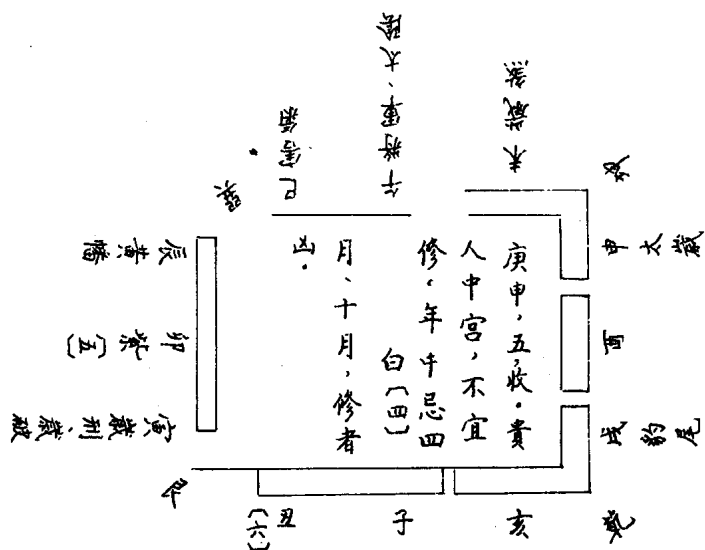 巽
巳
午將軍、太陰
未歲煞
坤
辰黃幡
卯紫〔五〕
寅歲刑、歲破
庚申，五，收。貴
人中宮，不宜
修。年中忌四
白〔四〕
月、十月，修者
凶。
申太歲
酉
戌豹尾
艮
丑〔六〕
子
亥
乾